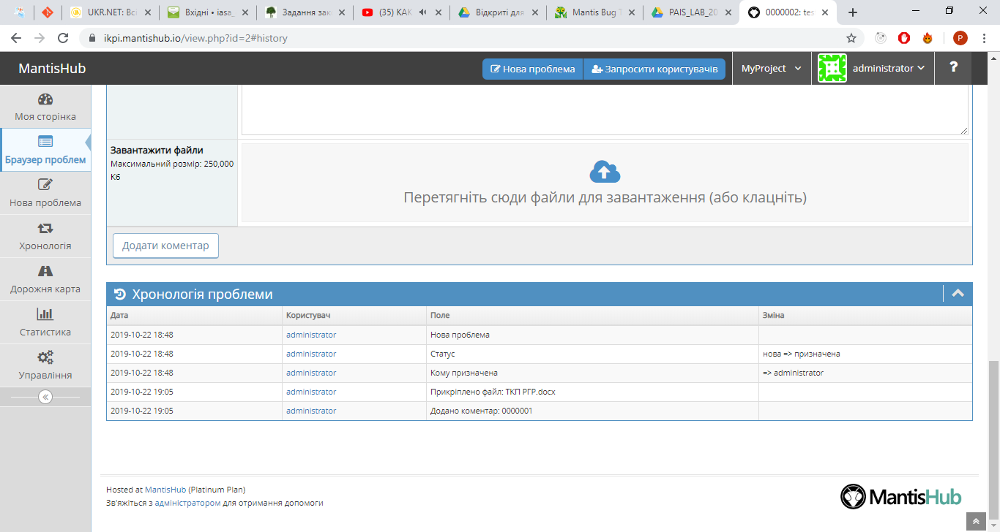 UKR.NET: Всі
Вхідні • iasa_
Задання зак
(35) КАК
Відкриті для
Mantis Bug T
PAIS_LAB_20
0000002: tes
ikpi.mantishub.io/view.php?id=2#history
P
MantisHub
Нова проблема
Запросити користувачів
MyProject
administrator
?
Моя сторінка
Браузер проблем
Нова проблема
Хронологія
Дорожня карта
Статистика
Управління
Завантажити файли
Максимальний розмір: 250,000
Кб
Перетягніть сюди файли для завантаження (або клацніть)
Додати коментар
Хронологія проблеми
Дата Користувач Поле Зміна
2019-10-22 18:48 administrator Нова проблема
2019-10-22 18:48 administrator Статус нова => призначена
2019-10-22 18:48 administrator Кому призначена => administrator
2019-10-22 19:05 administrator Прикріплено файл: ТКП РГР.docx
2019-10-22 19:05 administrator Додано коментар: 0000001
Hosted at MantisHub (Platinum Plan)
Зв'яжіться з адміністратором для отримання допомоги
MantisHub